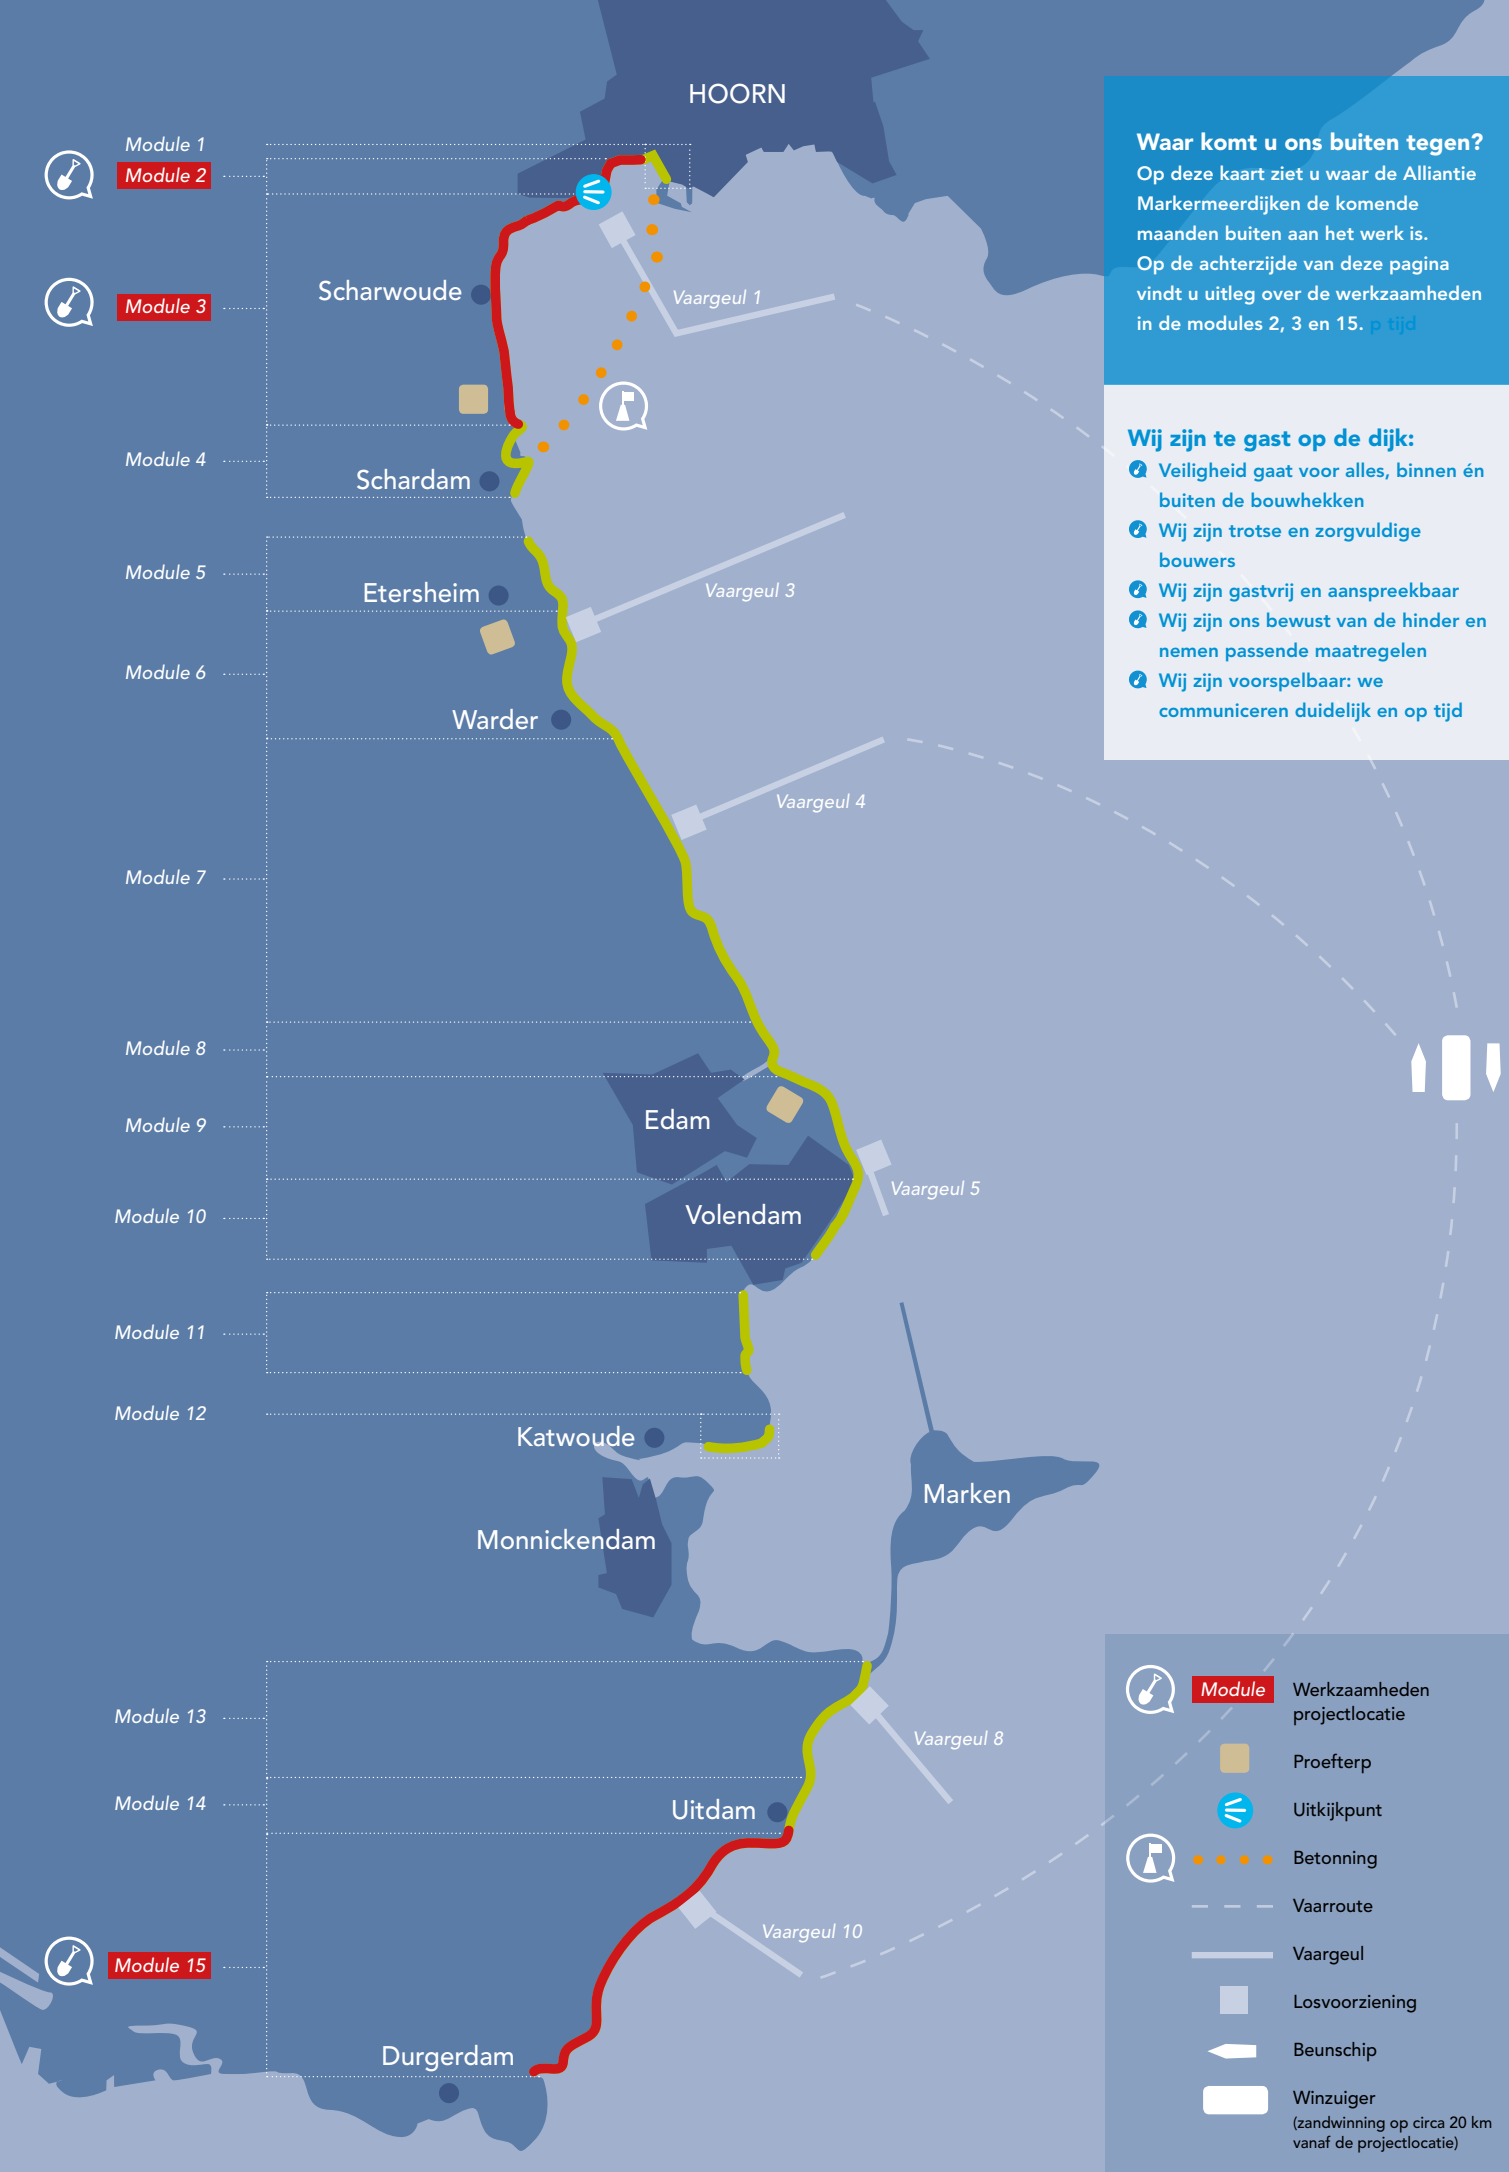 HOORN
Module 1
Module 2
Module 3
Scharwoude
Vaargeul 1
Module 4
Schardam
Module 5
Etersheim
Vaargeul 3
Module 6
Warder
Vaargeul 4
Module 7
Module 8
Edam
Module 9
Vaargeul 5
Module 10
Volendam
Module 11
Module 12
Katwoude
Marken
Monnickendam
Module 13
Vaargeul 8
Module 14
Uitdam
Vaargeul 10
Module 15
Durgerdam
Waar komt u ons buiten tegen?
Op deze kaart ziet u waar de Alliantie
Markermeerdijken de komende
maanden buiten aan het werk is.
Op de achterzijde van deze pagina
vindt u uitleg over de werkzaamheden
in de modules 2, 3 en 15. p tijd
Wij zijn te gast op de dijk:
Veiligheid gaat voor alles, binnen én
buiten de bouwhekken
Wij zijn trotse en zorgvuldige
bouwers
Wij zijn gastvrij en aanspreekbaar
Wij zijn ons bewust van de hinder en
nemen passende maatregelen
Wij zijn voorspelbaar: we
communiceren duidelijk en op tijd
Module
Werkzaamheden
projectlocatie
Proefterp
Uitkijkpunt
Betonning
Vaarroute
Vaargeul
Losvoorziening
Beunschip
Winzuiger
(zandwinning op circa 20 km
vanaf de projectlocatie)